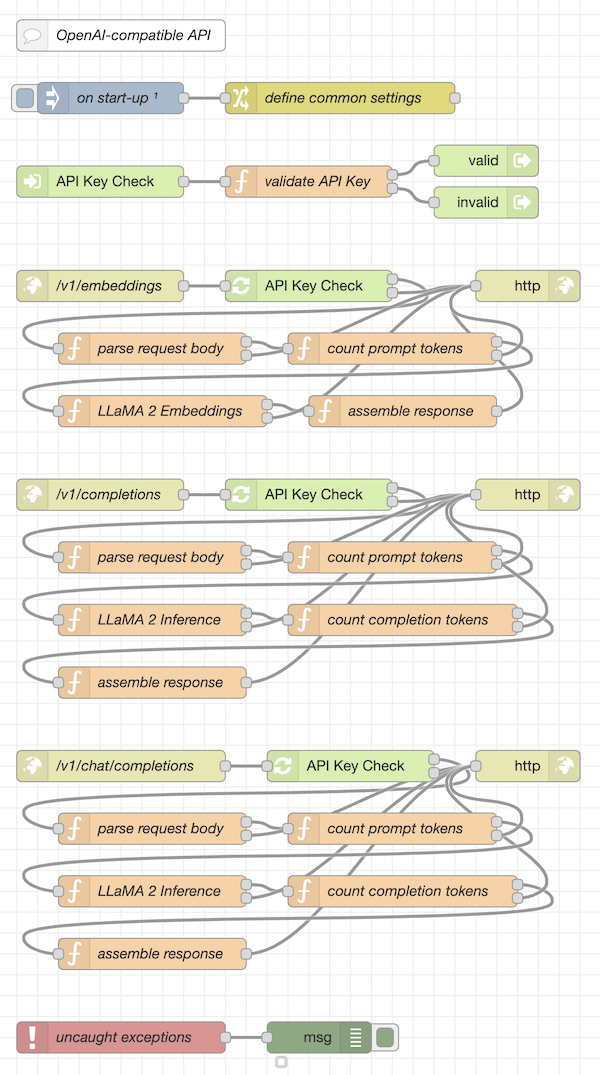 OpenAI-compatible API
on start-up ¹
define common settings
API Key Check
validate API Key
valid
invalid
/v1/embeddings
API Key Check
http
parse request body
count prompt tokens
LLaMA 2 Embeddings
assemble response
/v1/completions
API Key Check
http
parse request body
count prompt tokens
LLaMA 2 Inference
count completion tokens
assemble response
/v1/chat/completions
API Key Check
http
parse request body
count prompt tokens
LLaMA 2 Inference
count completion tokens
assemble response
uncaught exceptions
msg